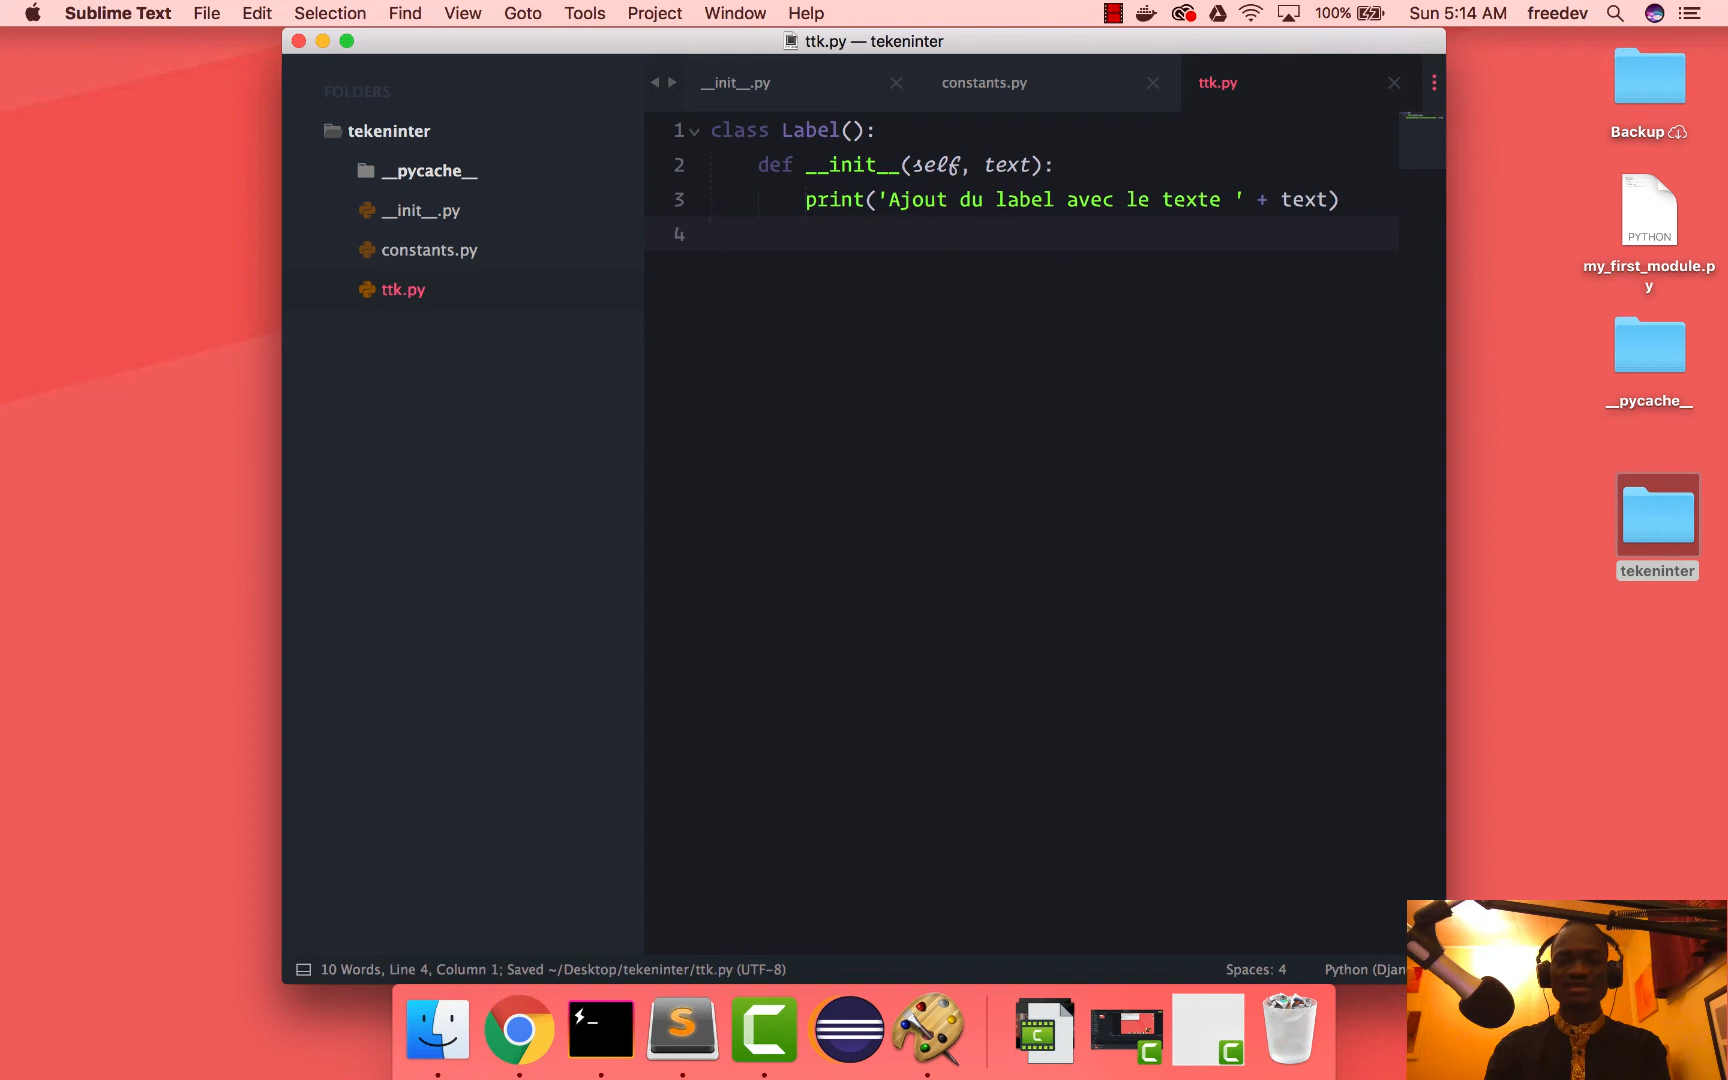 Sublime Text File Edit Selection Find View Goto Tools Project Window Help 100% Sun 5:14 AM freedev
ttk.py — tekeninter
FOLDERS
tekeninter
__pycache__
__init__.py
constants.py
ttk.py
__init__.py constants.py ttk.py
1 class Label():
2 def __init__(self, text):
3 print('Ajout du label avec le texte ' + text)
4
10 Words, Line 4, Column 1; Saved ~/Desktop/tekeninter/ttk.py (UTF-8) Spaces: 4 Python (Djan
Backup
PYTHON
my_first_module.p
y
__pycache__
tekeninter